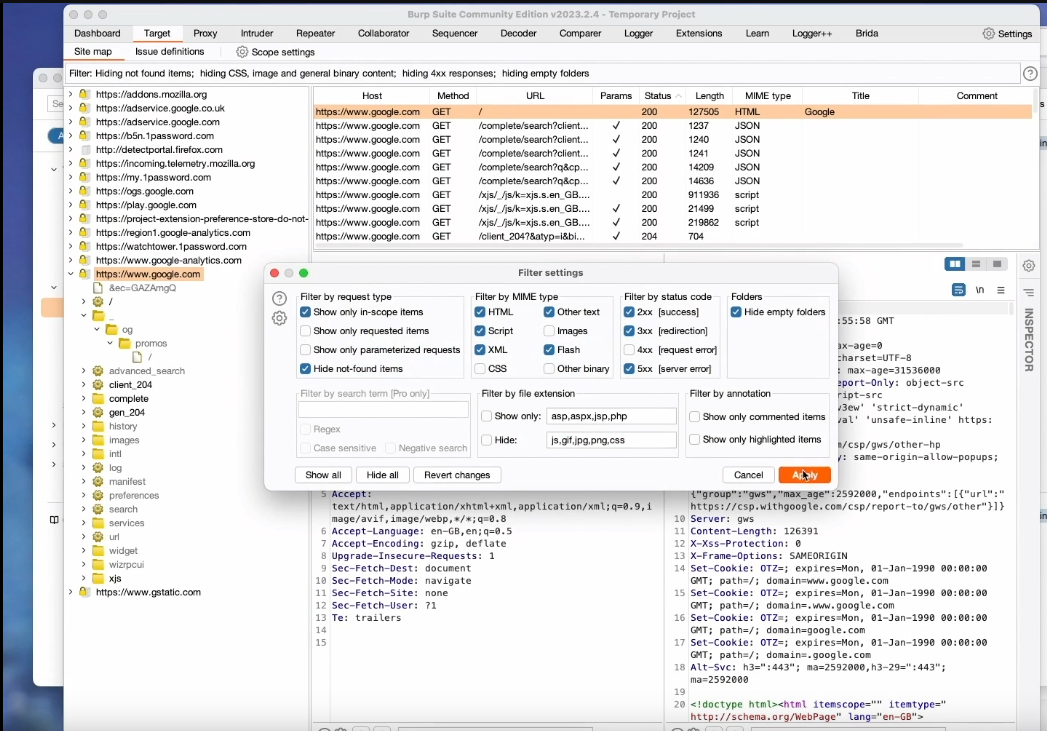 Burp Suite Community Edition v2023.2.4 - Temporary Project
Dashboard Target Proxy Intruder Repeater Collaborator Sequencer Decoder Comparer Logger Extensions Learn Logger++ Brida Settings
Site map Issue definitions Scope settings
Filter: Hiding not found items; hiding CSS, image and general binary content; hiding 4xx responses; hiding empty folders
https://addons.mozilla.org
https://adservice.google.co.uk
https://adservice.google.com
https://b5n.1password.com
http://detectportal.firefox.com
https://incoming.telemetry.mozilla.org
https://my.1password.com
https://ogs.google.com
https://play.google.com
https://project-extension-preference-store-do-not-
https://region1.google-analytics.com
https://watchtower.1password.com
https://www.google-analytics.com
https://www.google.com
&ec=GAZAmgQ
/
_
og
promos
/
advanced_search
client_204
complete
gen_204
history
images
intl
log
manifest
preferences
search
services
url
widget
wizrpcui
xjs
https://www.gstatic.com
Host Method URL Params Status Length MIME type Title Comment
https://www.google.com GET / 200 127505 HTML Google
https://www.google.com GET /complete/search?client... ✓ 200 1237 JSON
https://www.google.com GET /complete/search?client... ✓ 200 1240 JSON
https://www.google.com GET /complete/search?client... ✓ 200 1241 JSON
https://www.google.com GET /complete/search?q&cp... ✓ 200 14209 JSON
https://www.google.com GET /complete/search?q&cp... ✓ 200 14636 JSON
https://www.google.com GET /xjs/_/js/k=xjs.s.en_GB.... 200 911936 script
https://www.google.com GET /xjs/_/js/k=xjs.s.en_GB.... ✓ 200 21499 script
https://www.google.com GET /xjs/_/js/k=xjs.s.en_GB.... ✓ 200 219862 script
https://www.google.com GET /client_204?&atyp=i&bi... ✓ 204 704
Filter settings
Filter by request type
Show only in-scope items
Show only requested items
Show only parameterized requests
Hide not-found items
Filter by MIME type
HTML Other text
Script Images
XML Flash
CSS Other binary
Filter by status code
2xx [success]
3xx [redirection]
4xx [request error]
5xx [server error]
Folders
Hide empty folders
Filter by search term [Pro only]
Regex
Case sensitive Negative search
Filter by file extension
Show only: asp,aspx,jsp,php
Hide: js,gif,jpg,png,css
Filter by annotation
Show only commented items
Show only highlighted items
Show all Hide all Revert changes Cancel Apply
5 Accept:
text/html,application/xhtml+xml,application/xml;q=0.9,i
mage/avif,image/webp,*/*;q=0.8
6 Accept-Language: en-GB,en;q=0.5
7 Accept-Encoding: gzip, deflate
8 Upgrade-Insecure-Requests: 1
9 Sec-Fetch-Dest: document
10 Sec-Fetch-Mode: navigate
11 Sec-Fetch-Site: none
12 Sec-Fetch-User: ?1
13 Te: trailers
14
15
\n
INSPECTOR
:55:58 GMT
ax-age=0
charset=UTF-8
max-age=31536000
eport-Only: object-src
ript-src
'strict-dynamic'
'unsafe-inline' https:
m/csp/gws/other-hp
y: same-origin-allow-popups;
{"group":"gws","max_age":2592000,"endpoints":[{"url":"
https://csp.withgoogle.com/csp/report-to/gws/other"}]}
10 Server: gws
11 Content-Length: 126391
12 X-Xss-Protection: 0
13 X-Frame-Options: SAMEORIGIN
14 Set-Cookie: OTZ=; expires=Mon, 01-Jan-1990 00:00:00
GMT; path=/; domain=www.google.com
15 Set-Cookie: OTZ=; expires=Mon, 01-Jan-1990 00:00:00
GMT; path=/; domain=.www.google.com
16 Set-Cookie: OTZ=; expires=Mon, 01-Jan-1990 00:00:00
GMT; path=/; domain=google.com
17 Set-Cookie: OTZ=; expires=Mon, 01-Jan-1990 00:00:00
GMT; path=/; domain=.google.com
18 Alt-Svc: h3=":443"; ma=2592000,h3-29=":443";
ma=2592000
19
20 <!doctype html><html itemscope="" itemtype="
http://schema.org/WebPage" lang="en-GB">